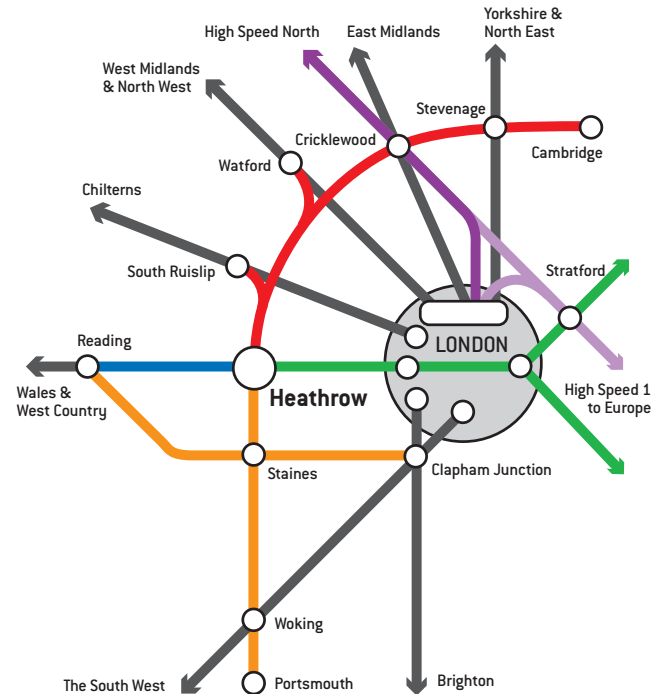 Yorkshire &
North East
High Speed North
East Midlands
West Midlands
& North West
Stevenage
Cricklewood
Cambridge
Watford
Chilterns
South Ruislip
Stratford
Reading
LONDON
Heathrow
Wales &
West Country
High Speed 1
to Europe
Staines
Clapham Junction
Woking
The South West
Portsmouth
Brighton